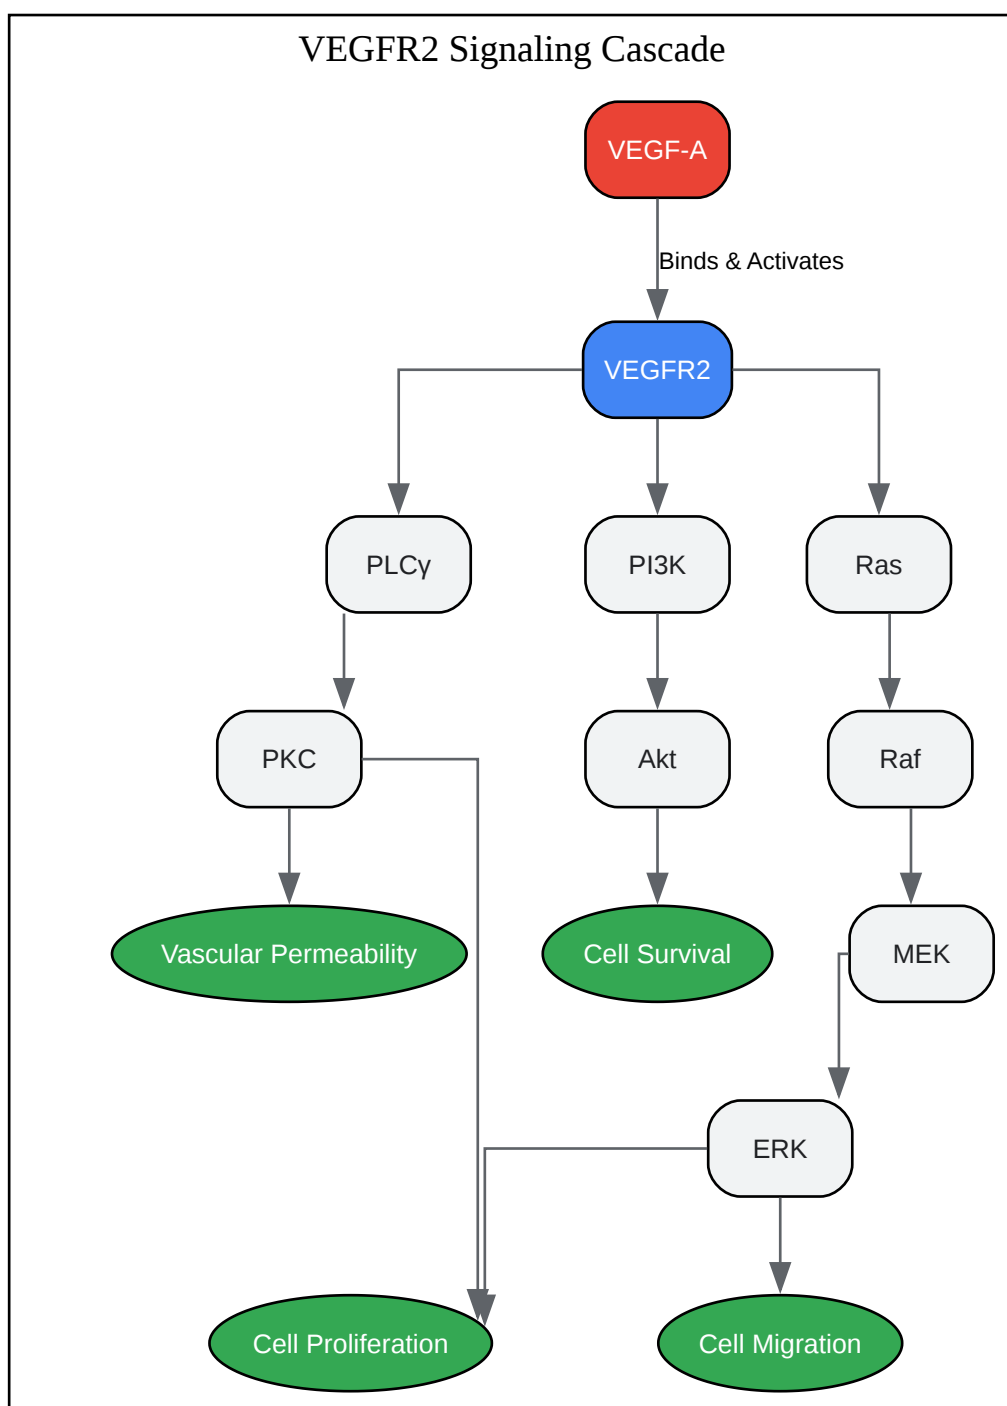 VEGFR2 Signaling Cascade
VEGF-A
Binds & Activates
VEGFR2
PLCγ
PI3K
Ras
PKC
Akt
Raf
Vascular Permeability
Cell Survival
MEK
ERK
Cell Proliferation
Cell Migration